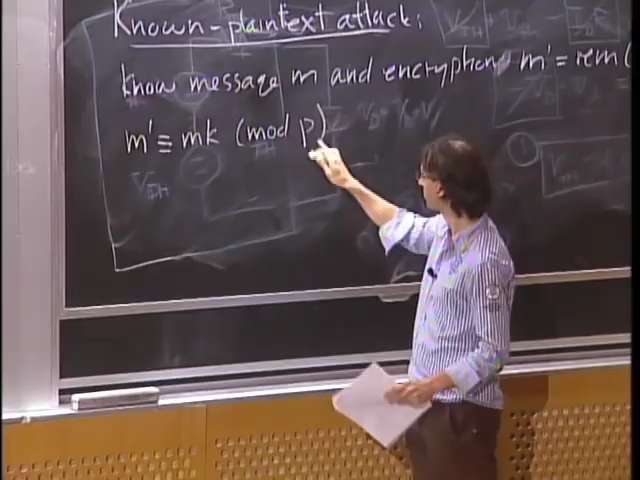 Known-plaintext attack:
know message m and encryption m' = rem(
m' ≡ mk (mod p)